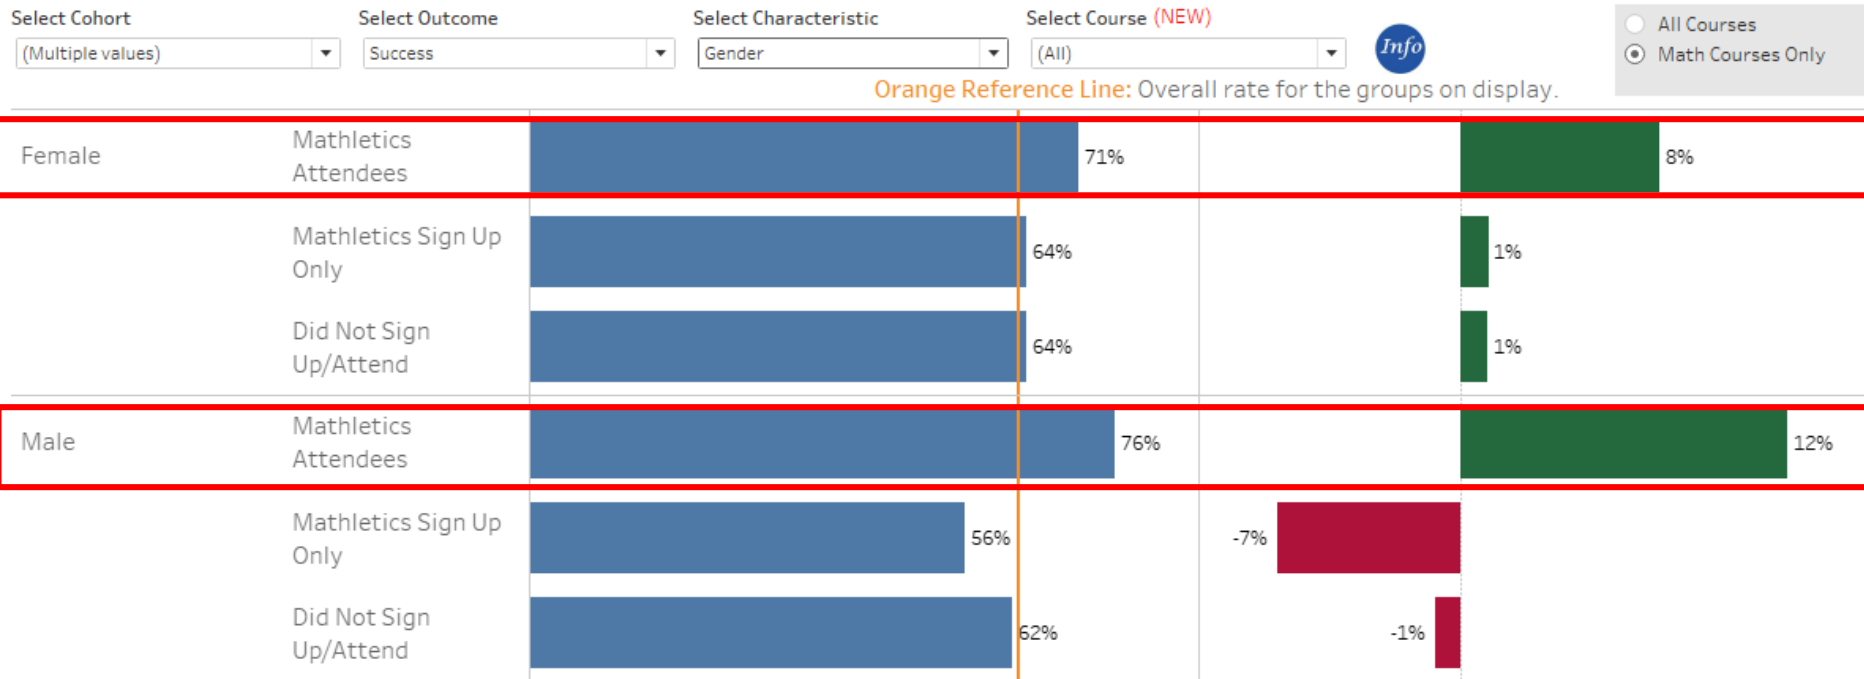 Select Cohort
Select Outcome
Select Characteristic
Select Course (NEW)
(Multiple values)
Success
Gender
(All)
Info
All Courses
Math Courses Only
Orange Reference Line: Overall rate for the groups on display.
Female
Mathletics
Attendees
71%
8%
Mathletics Sign Up
Only
64%
1%
Did Not Sign
Up/Attend
64%
1%
Male
Mathletics
Attendees
76%
12%
Mathletics Sign Up
Only
56%
-7%
Did Not Sign
Up/Attend
62%
-1%